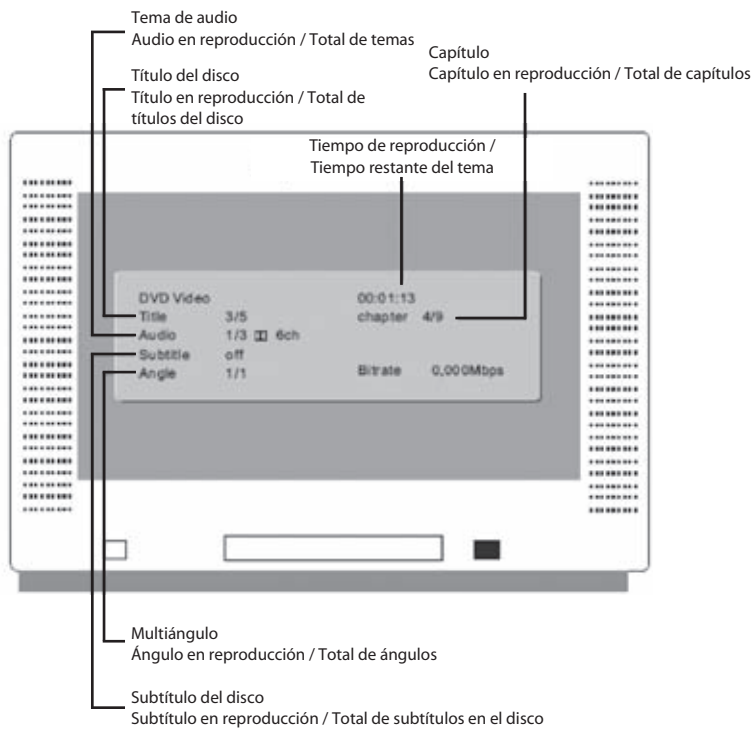 Tema de audio
Audio en reproducción / Total de temas
Capítulo
Capítulo en reproducción / Total de capítulos
Título del disco
Título en reproducción / Total de
títulos del disco
Tiempo de reproducción /
Tiempo restante del tema
DVD Video 00:01:13
Title 3/5 chapter 4/9
Audio 1/3 6ch
Subtitle off
Angle 1/1 Bitrate 0,000Mbps
Multiángulo
Ángulo en reproducción / Total de ángulos
Subtítulo del disco
Subtítulo en reproducción / Total de subtítulos en el disco